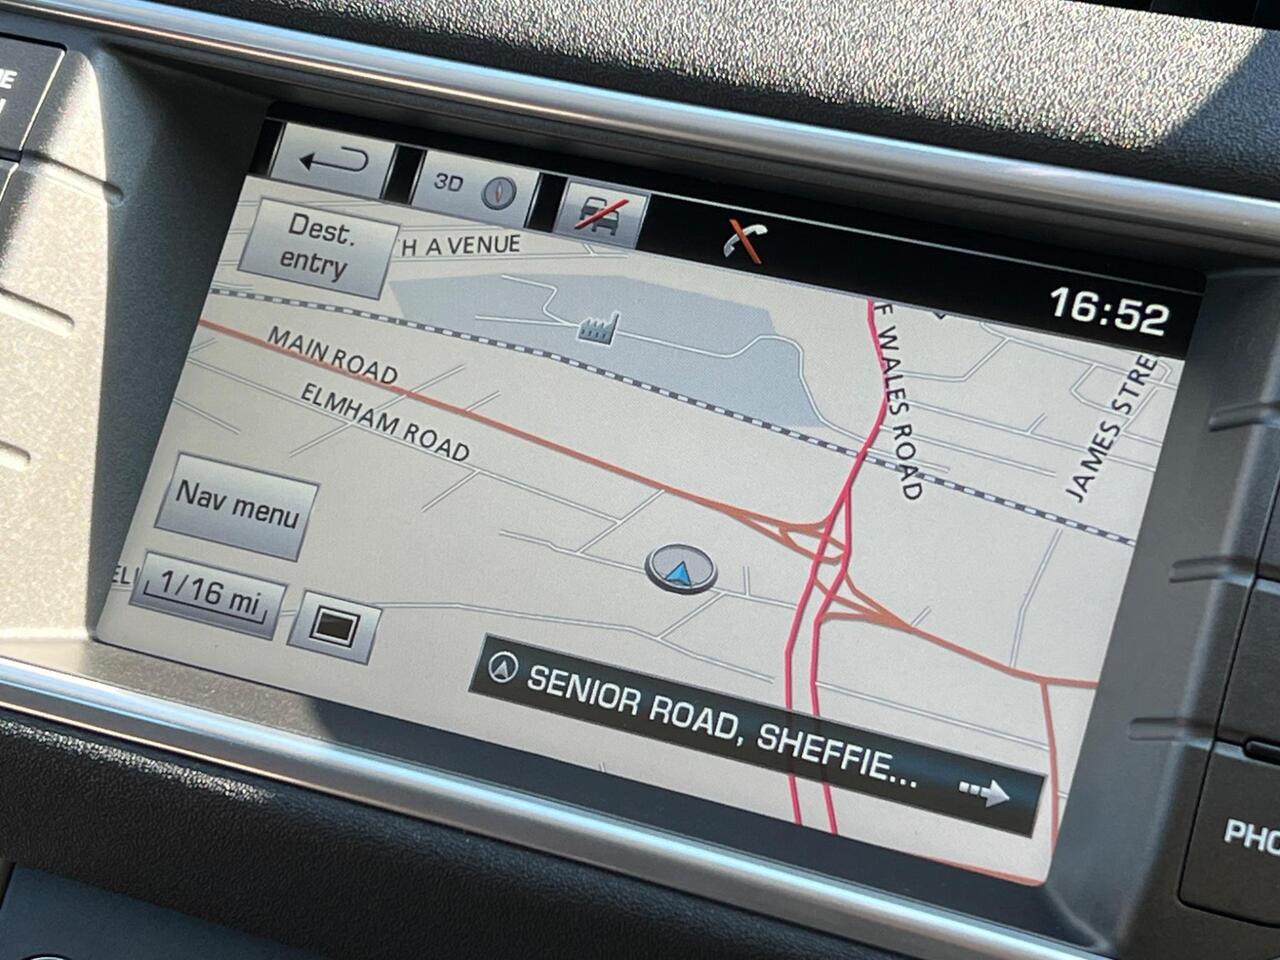 3D
16:52
Dest.
entry
H AVENUE
MAIN ROAD
ELMHAM ROAD
F WALES ROAD
JAMES STRE
Nav menu
1/16 mi
SENIOR ROAD, SHEFFIE...
PHO